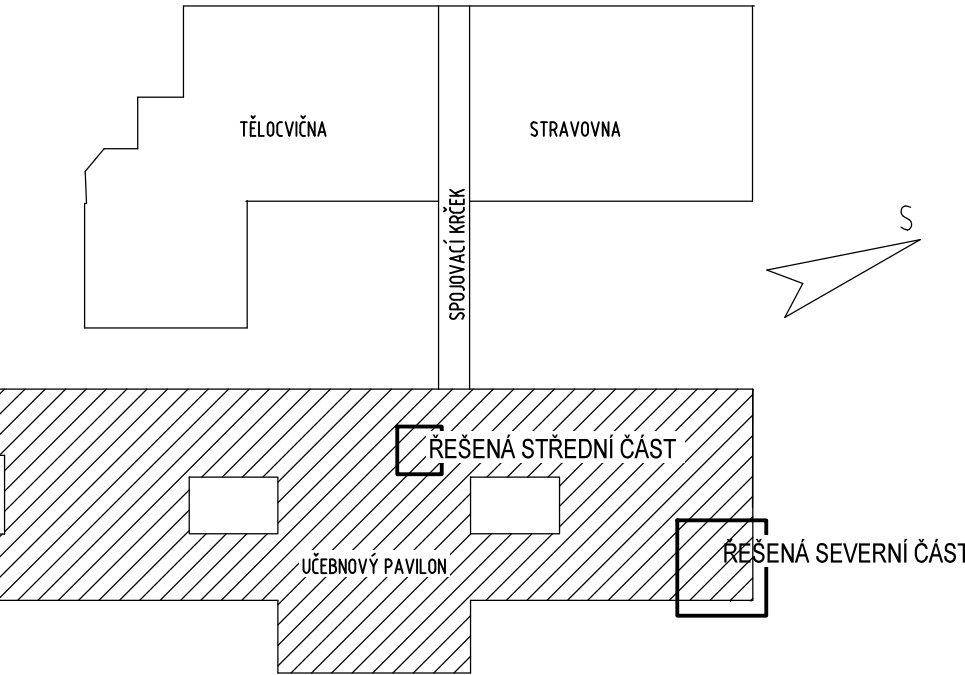 TĚLOCVIČNA
STRAVOVNA
SPOJOVACÍ KRČEK
S
ŘEŠENÁ STŘEDNÍ ČÁST
ŘEŠENÁ SEVERNÍ ČÁST
UČEBNOVÝ PAVILON